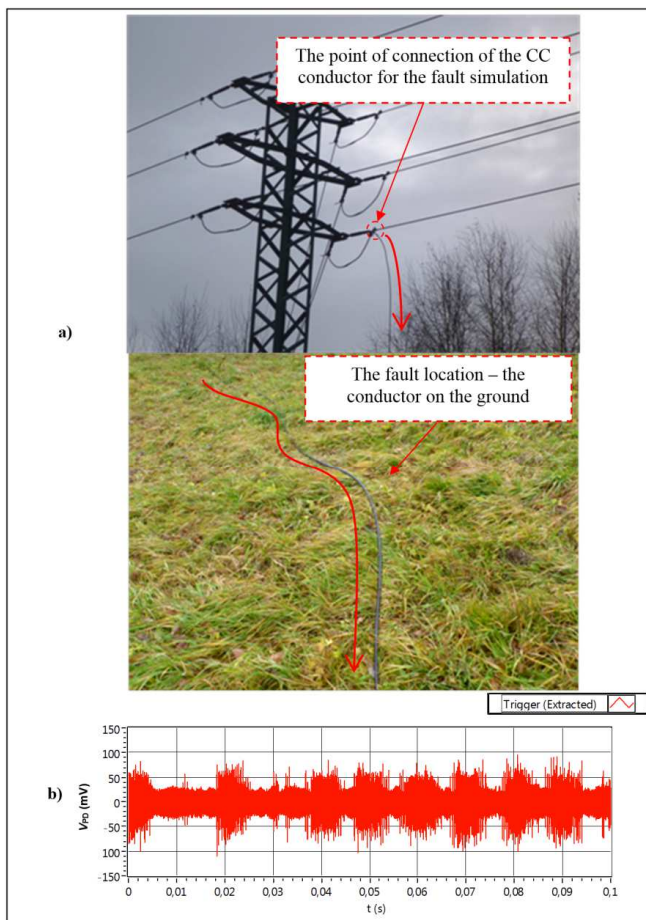 The point of connection of the CC
conductor for the fault simulation
a)
The fault location – the
conductor on the ground
Trigger (Extracted)
b)
V_PD (mV)
150
100
50
0
-50
100
-150
0
0,01
0,02
0,03
0,04
0,05
0,06
0,07
0,08
0,09
0,1
t (s)